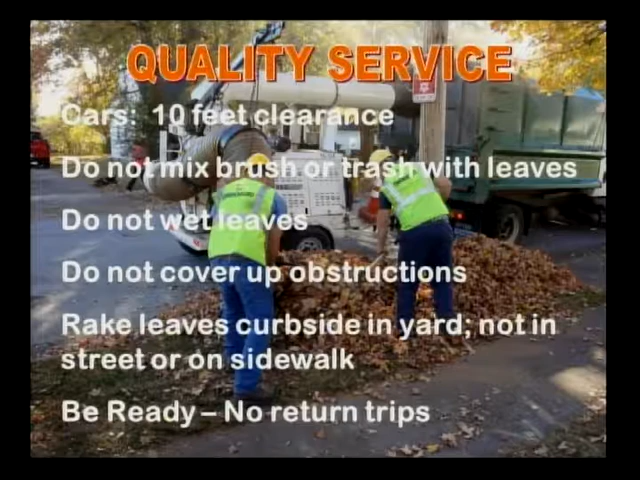 QUALITY SERVICE
Cars: 10 feet clearance
Do not mix brush or trash with leaves
Do not wet leaves
Do not cover up obstructions
Rake leaves curbside in yard; not in
street or on sidewalk
Be Ready – No return trips